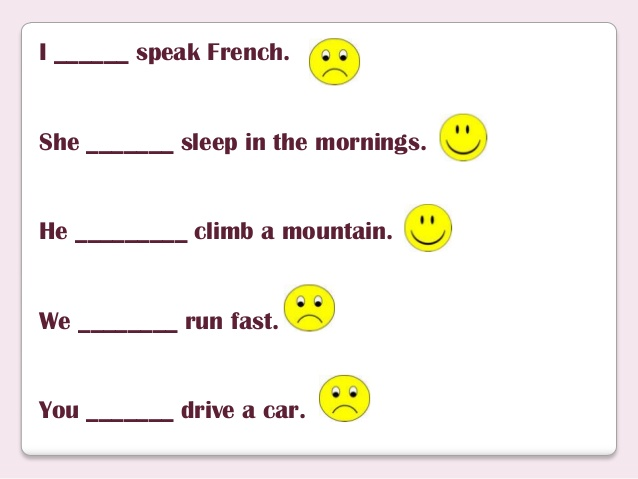 I ______ speak French.
She _______ sleep in the mornings.
He _________ climb a mountain.
We ________ run fast.
You _______ drive a car.